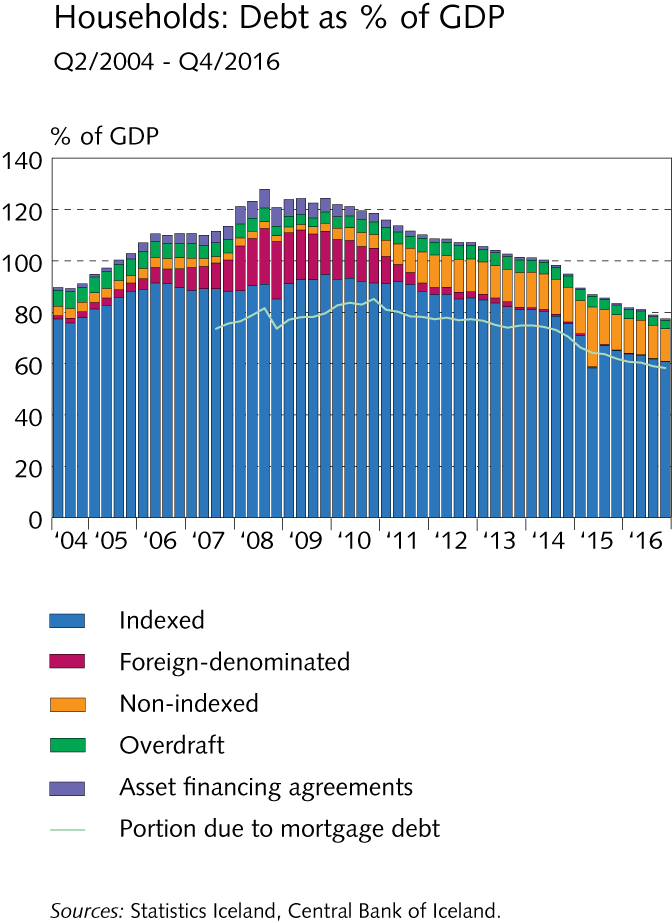 Households: Debt as % of GDP
Q2/2004 - Q4/2016
% of GDP
140
120
100
80
60
40
20
0
‘04 ‘05 ‘06 ‘07 ‘08 ‘09 ‘10 ‘11 ‘12 ‘13 ‘14 ‘15 ‘16
Indexed
Foreign-denominated
Non-indexed
Overdraft
Asset financing agreements
Portion due to mortgage debt
Sources: Statistics Iceland, Central Bank of Iceland.